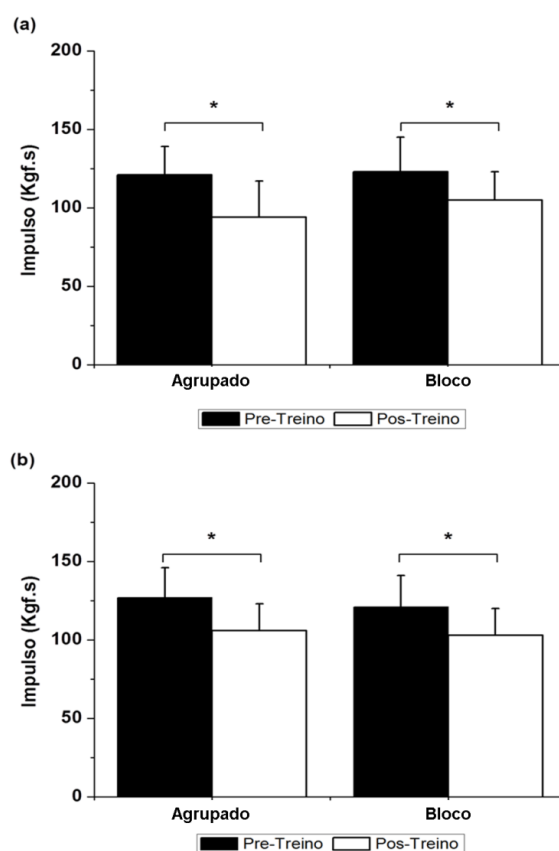 (a)
200
150
100
50
0
Impulso (Kgf.s)
*
*
Agrupado
Bloco
Pre-Treino
Pos-Treino
(b)
200
150
100
50
0
Impulso (Kgf.s)
*
*
Agrupado
Bloco
Pre-Treino
Pos-Treino